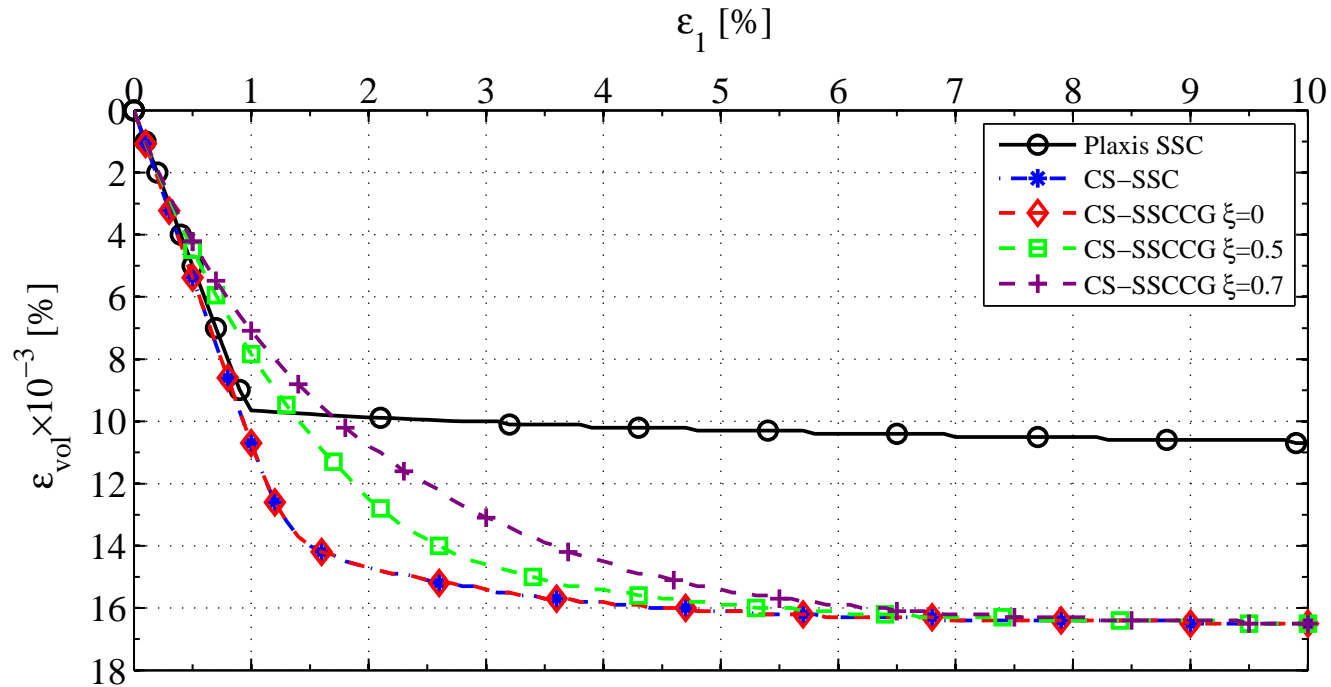 ε₁ [%]
0 1 2 3 4 5 6 7 8 9 10
0
2
4
6
8
10
12
14
16
18
ε_vol×10⁻³ [%]
Plaxis SSC
CS−SSC
CS−SSCCG ξ=0
CS−SSCCG ξ=0.5
CS−SSCCG ξ=0.7